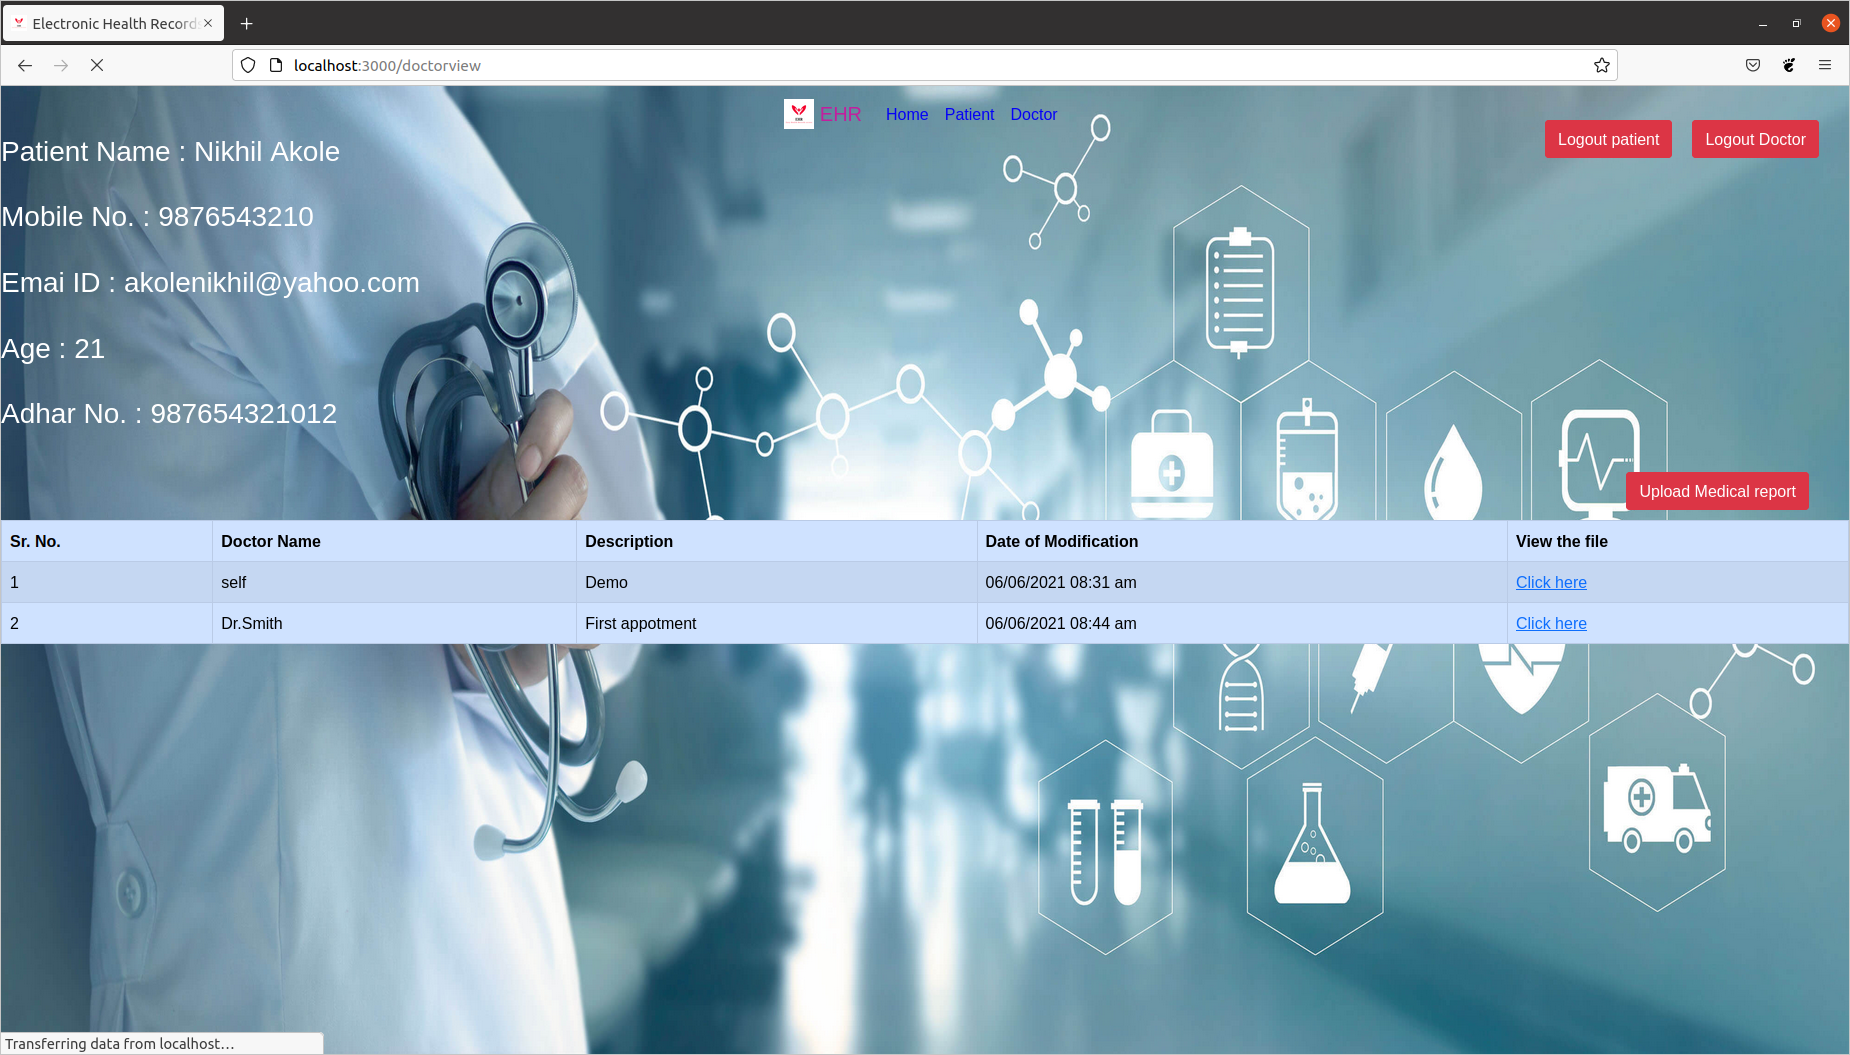 Electronic Health Records
localhost:3000/doctorview
EHR
EHR Home Patient Doctor
Logout patient Logout Doctor
Patient Name : Nikhil Akole
Mobile No. : 9876543210
Emai ID : akolenikhil@yahoo.com
Age : 21
Adhar No. : 987654321012
Upload Medical report
Sr. No. Doctor Name Description Date of Modification View the file
1 self Demo 06/06/2021 08:31 am Click here
2 Dr.Smith First appotment 06/06/2021 08:44 am Click here
Transferring data from localhost…